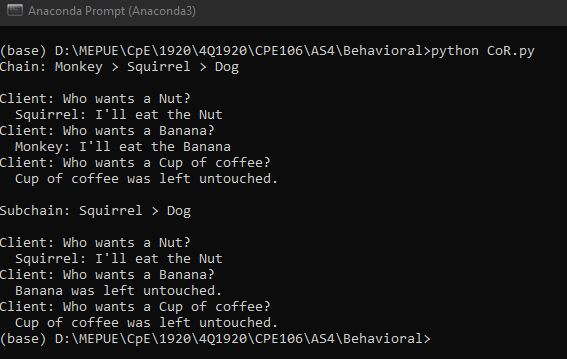 Anaconda Prompt (Anaconda3)
(base) D:\MEPUE\CpE\1920\4Q1920\CPE106\AS4\Behavioral>python CoR.py
Chain: Monkey > Squirrel > Dog
Client: Who wants a Nut?
  Squirrel: I'll eat the Nut
Client: Who wants a Banana?
  Monkey: I'll eat the Banana
Client: Who wants a Cup of coffee?
  Cup of coffee was left untouched.
Subchain: Squirrel > Dog
Client: Who wants a Nut?
  Squirrel: I'll eat the Nut
Client: Who wants a Banana?
  Banana was left untouched.
Client: Who wants a Cup of coffee?
  Cup of coffee was left untouched.
(base) D:\MEPUE\CpE\1920\4Q1920\CPE106\AS4\Behavioral>